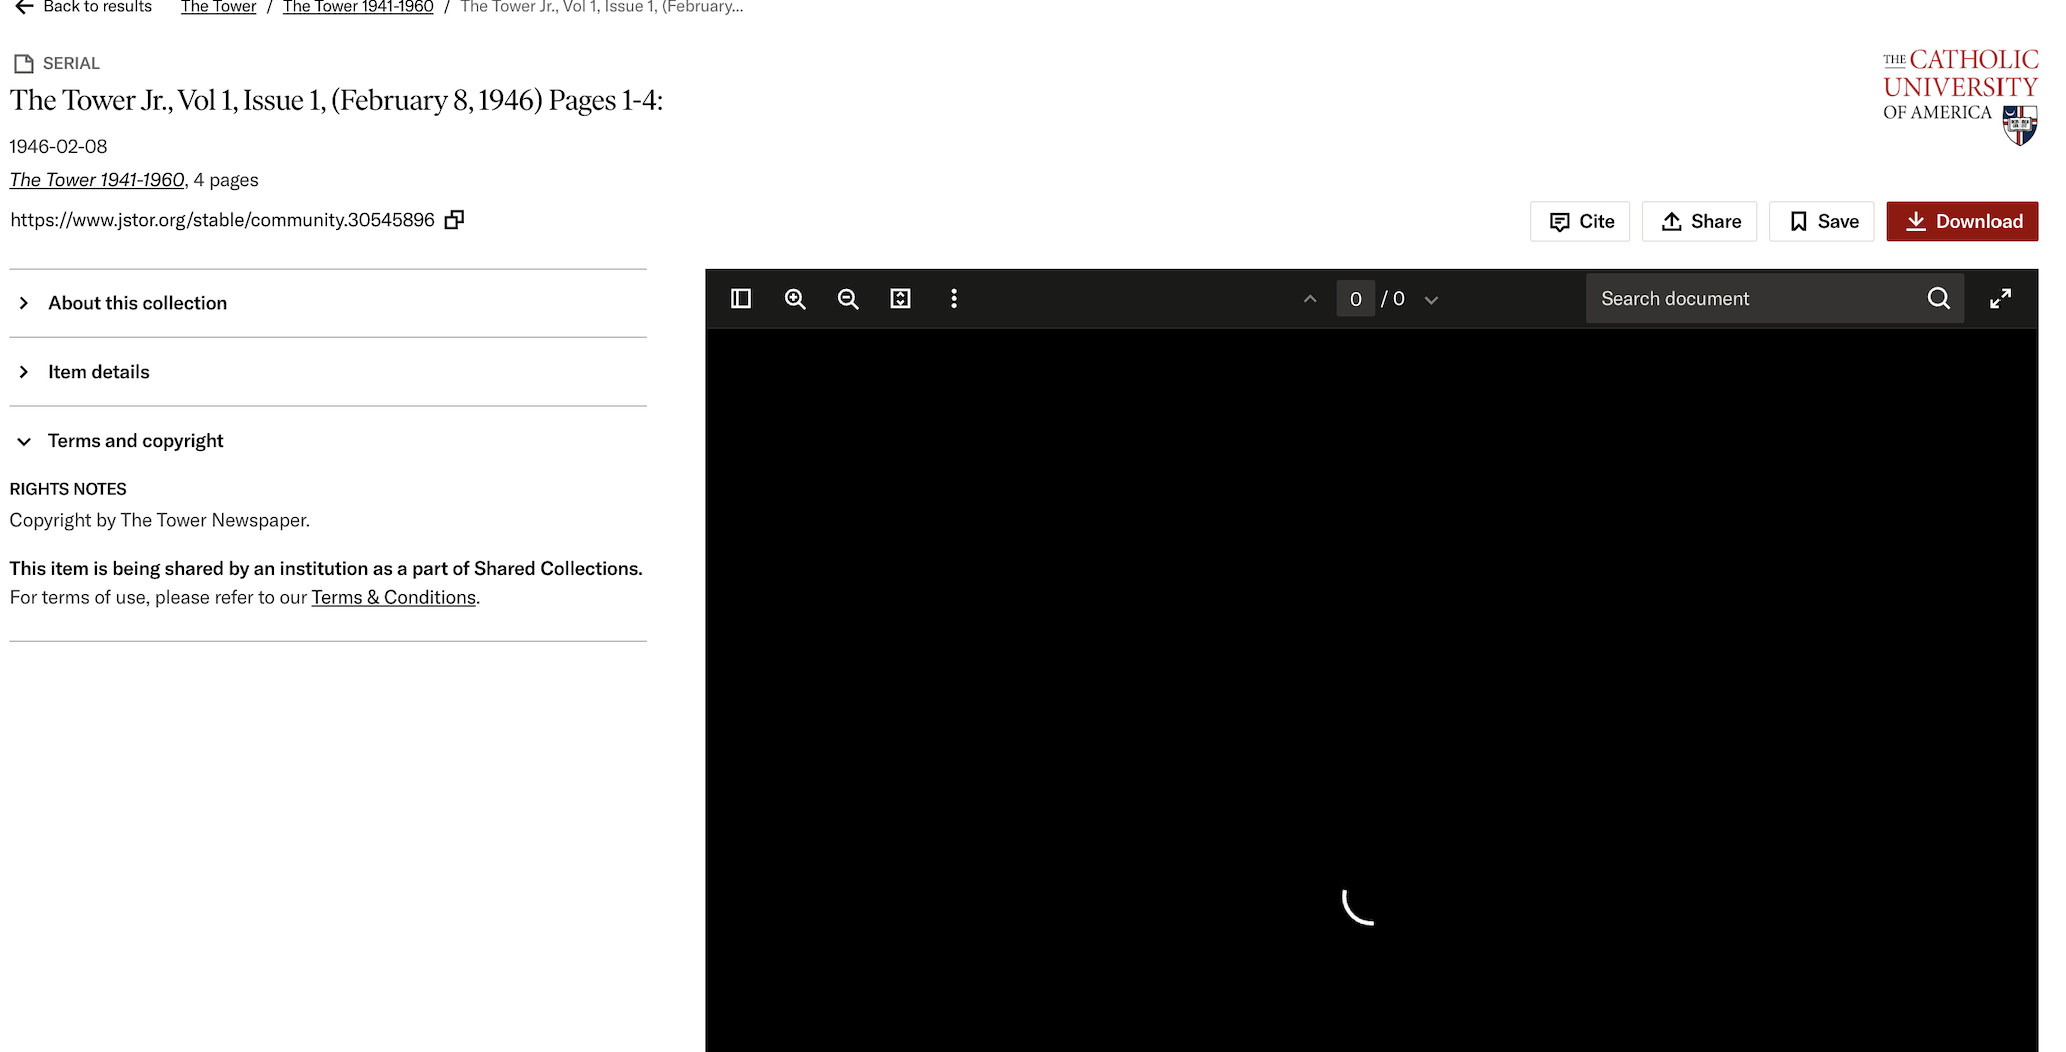 Back to results The Tower / The Tower 1941-1960 / The Tower Jr., Vol 1, Issue 1, (February...
SERIAL
The Tower Jr., Vol 1, Issue 1, (February 8, 1946) Pages 1-4:
1946-02-08
The Tower 1941-1960, 4 pages
https://www.jstor.org/stable/community.30545896
THE CATHOLIC
UNIVERSITY
OF AMERICA
Cite Share Save Download
About this collection
Item details
Terms and copyright
RIGHTS NOTES
Copyright by The Tower Newspaper.
This item is being shared by an institution as a part of Shared Collections.
For terms of use, please refer to our Terms & Conditions.
0 / 0 Search document